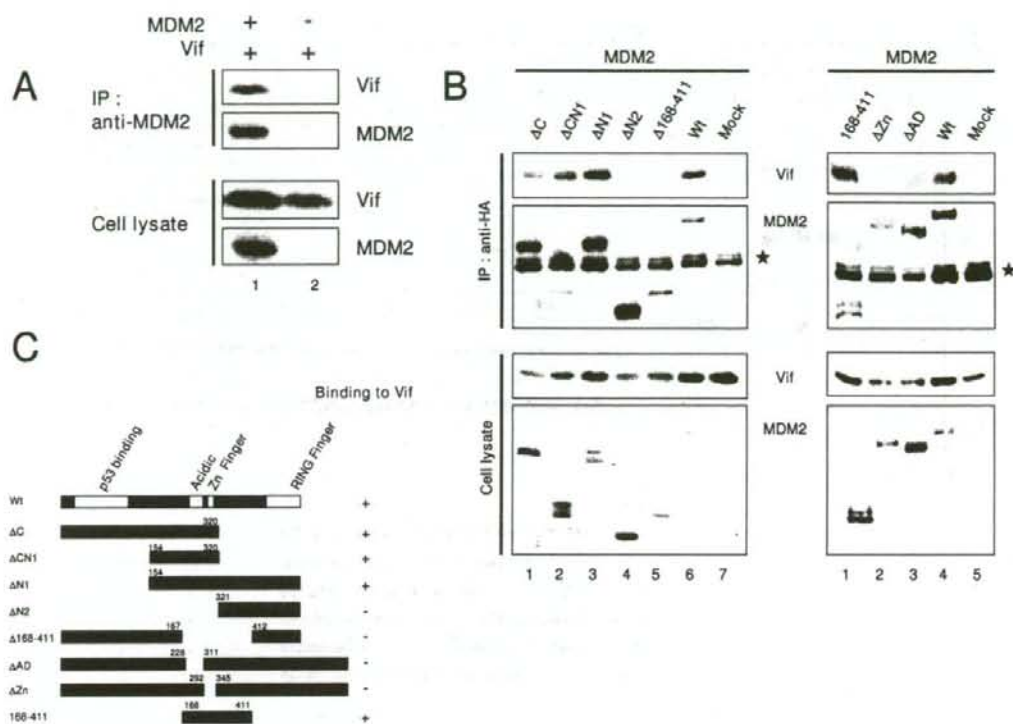 A
MDM2 + -
Vif + +
IP : anti-MDM2
Vif
MDM2
Cell lysate
Vif
MDM2
1 2
B
MDM2
ΔC ΔCN1 ΔN1 ΔN2 Δ168-411 Wt Mock
IP : anti-HA
Vif
MDM2
★
Cell lysate
Vif
MDM2
1 2 3 4 5 6 7
MDM2
168-411 ΔZn ΔAD Wt Mock
★
1 2 3 4 5
C
Binding to Vif
p53 binding
Acidic
Zn Finger
RING Finger
Wt +
320
ΔC +
154 320
ΔCN1 +
154
ΔN1 +
321
ΔN2 -
167 412
Δ168-411 -
228 311
ΔAD -
292 345
ΔZn -
168 411
168-411 +